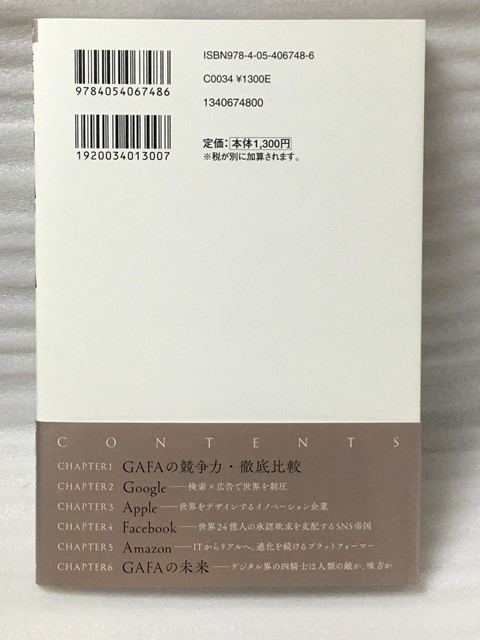 ISBN978-4-05-406748-6
9784054067486
C0034 ¥1300E
1340674800
1920034013007
定価：本体1,300円
※税が別に加算されます。
CONTENTS
CHAPTER1 GAFAの競争力・徹底比較
CHAPTER2 Google──検索×広告で世界を制圧
CHAPTER3 Apple──世界をデザインするイノベーション企業
CHAPTER4 Facebook──世界24億人の承認欲求を支配するSNS帝国
CHAPTER5 Amazon──ITからリアルへ、進化を続けるプラットフォーマー
CHAPTER6 GAFAの未来──デジタル界の四騎士は人類の敵か、味方か